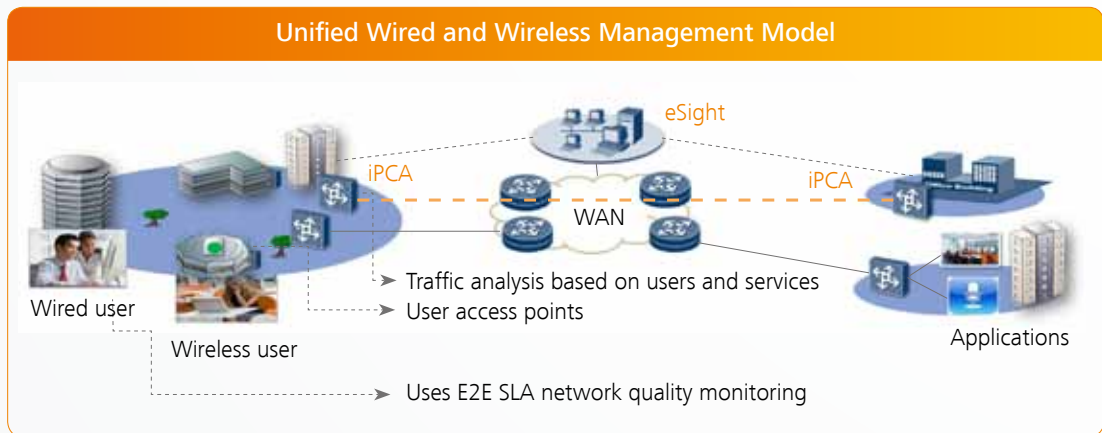 Unified Wired and Wireless Management Model
eSight
iPCA
iPCA
WAN
Traffic analysis based on users and services
User access points
Wired user
Wireless user
Applications
Uses E2E SLA network quality monitoring